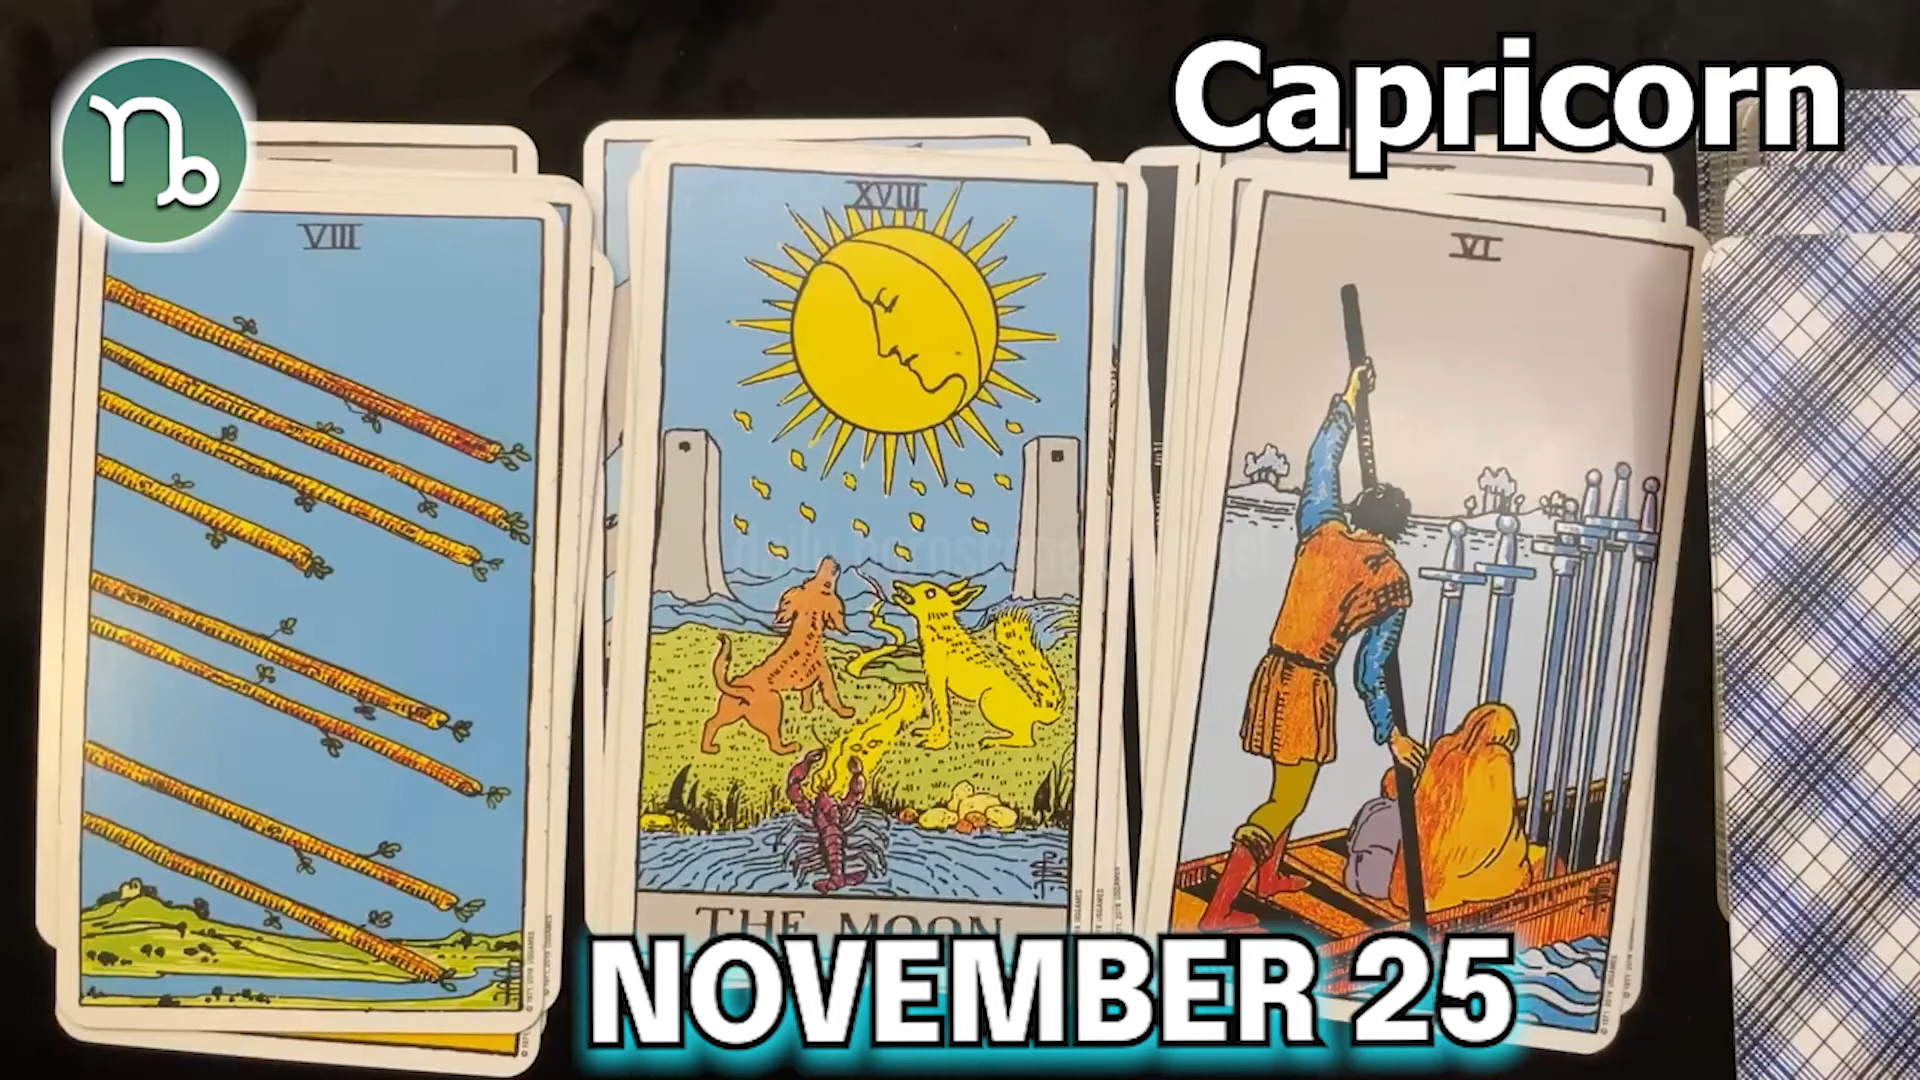 Capricorn
VIII
XVIII
VI
THE MOON
NOVEMBER 25